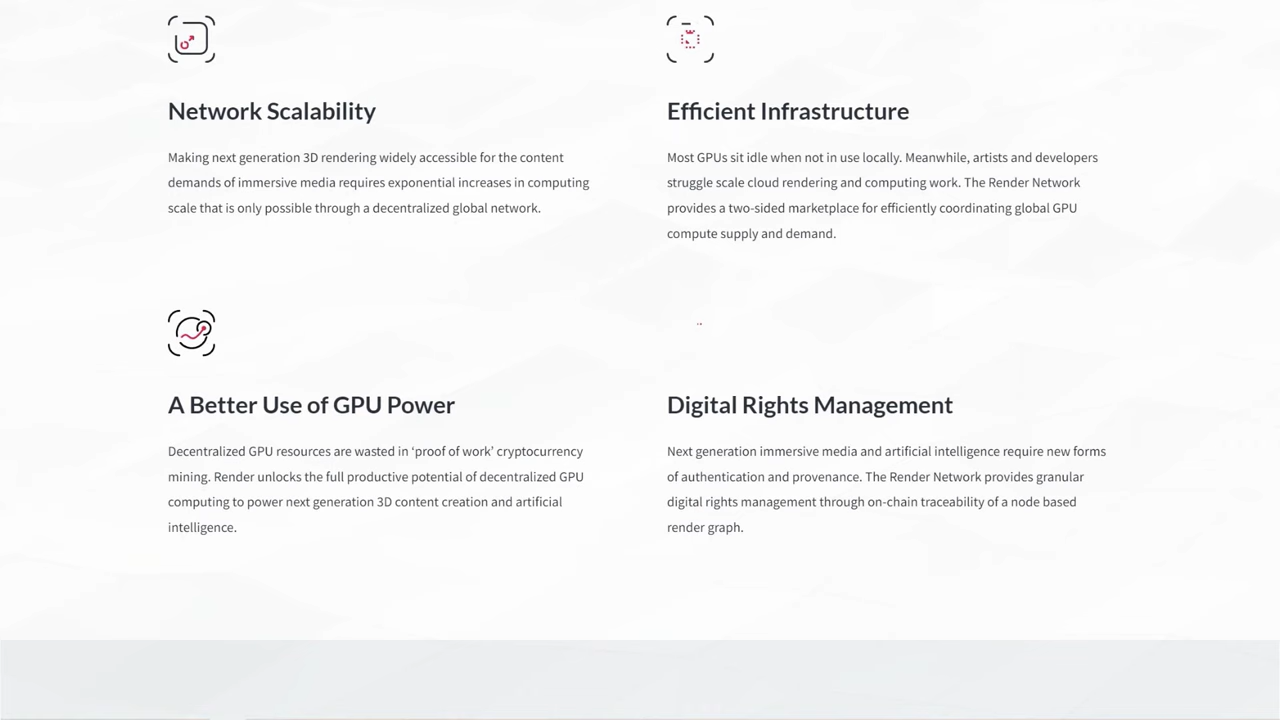 Network Scalability
Making next generation 3D rendering widely accessible for the content
demands of immersive media requires exponential increases in computing
scale that is only possible through a decentralized global network.
Efficient Infrastructure
Most GPUs sit idle when not in use locally. Meanwhile, artists and developers
struggle scale cloud rendering and computing work. The Render Network
provides a two-sided marketplace for efficiently coordinating global GPU
compute supply and demand.
A Better Use of GPU Power
Decentralized GPU resources are wasted in ‘proof of work’ cryptocurrency
mining. Render unlocks the full productive potential of decentralized GPU
computing to power next generation 3D content creation and artificial
intelligence.
Digital Rights Management
Next generation immersive media and artificial intelligence require new forms
of authentication and provenance. The Render Network provides granular
digital rights management through on-chain traceability of a node based
render graph.